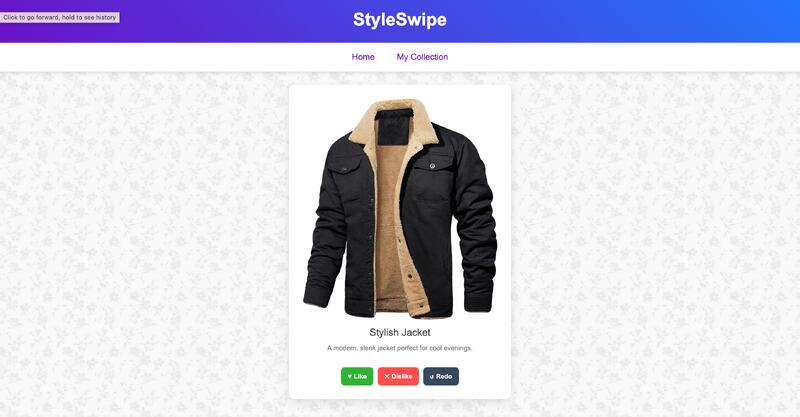 StyleSwipe
Click to go forward, hold to see history
Home My Collection
Stylish Jacket
A modern, sleek jacket perfect for cool evenings.
♥ Like ✕ Dislike ↺ Redo